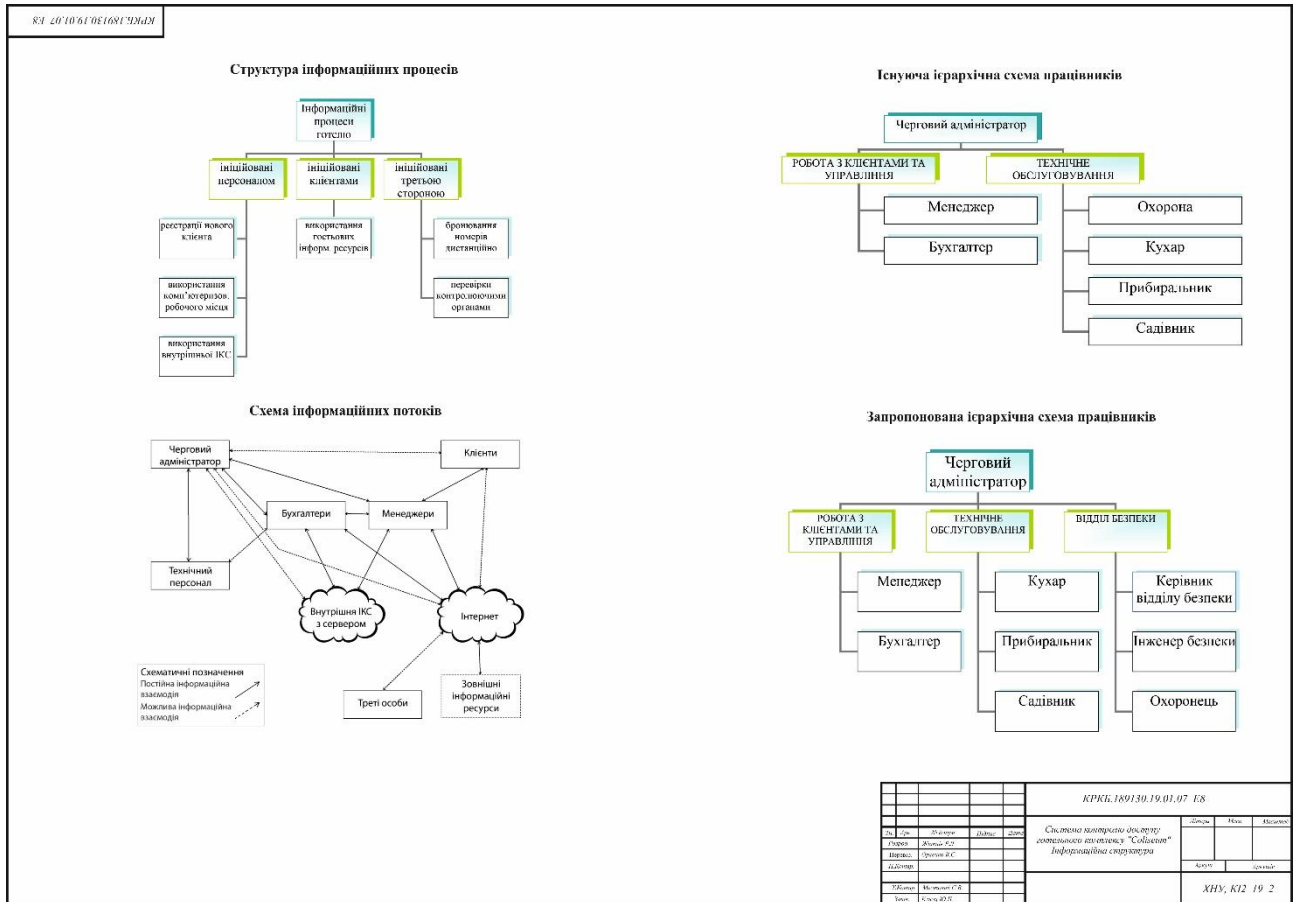 КРКБ.189130.19.01.07 Е8
Структура інформаційних процесів
Інформаційні
процеси
готелю
ініційовані
персоналом
ініційовані
клієнтами
ініційовані
третьою
стороною
реєстрації нового
клієнта
використання
комп’ютеризов.
робочого місця
використання
внутрішньої ІКС
використання
гостьових
інформ. ресурсів
бронювання
номерів
дистанційно
перевірки
контролюючими
органами
Існуюча ієрархічна схема працівників
Черговий адміністратор
РОБОТА З КЛІЄНТАМИ ТА
УПРАВЛІННЯ
ТЕХНІЧНЕ
ОБСЛУГОВУВАННЯ
Менеджер
Бухгалтер
Охорона
Кухар
Прибиральник
Садівник
Схема інформаційних потоків
Черговий
адміністратор
Клієнти
Бухгалтери
Менеджери
Технічний
персонал
Внутрішня ІКС
з сервером
Інтернет
Треті особи
Зовнішні
інформаційні
ресурси
Схематичні позначення
Постійна інформаційна
взаємодія
Можлива інформаційна
взаємодія
Запропонована ієрархічна схема працівників
Черговий
адміністратор
РОБОТА З
КЛІЄНТАМИ ТА
УПРАВЛІННЯ
ТЕХНІЧНЕ
ОБСЛУГОВУВАННЯ
ВІДДІЛ БЕЗПЕКИ
Менеджер
Бухгалтер
Кухар
Прибиральник
Садівник
Керівник
відділу безпеки
Інженер безпеки
Охоронець
КРКБ.189130.19.01.07 Е8
Система контролю доступу
готельного комплексу "Coliseum"
Інформаційна структура
Розроб.
Н.Контр.
ХНУ, КІ2 19 2